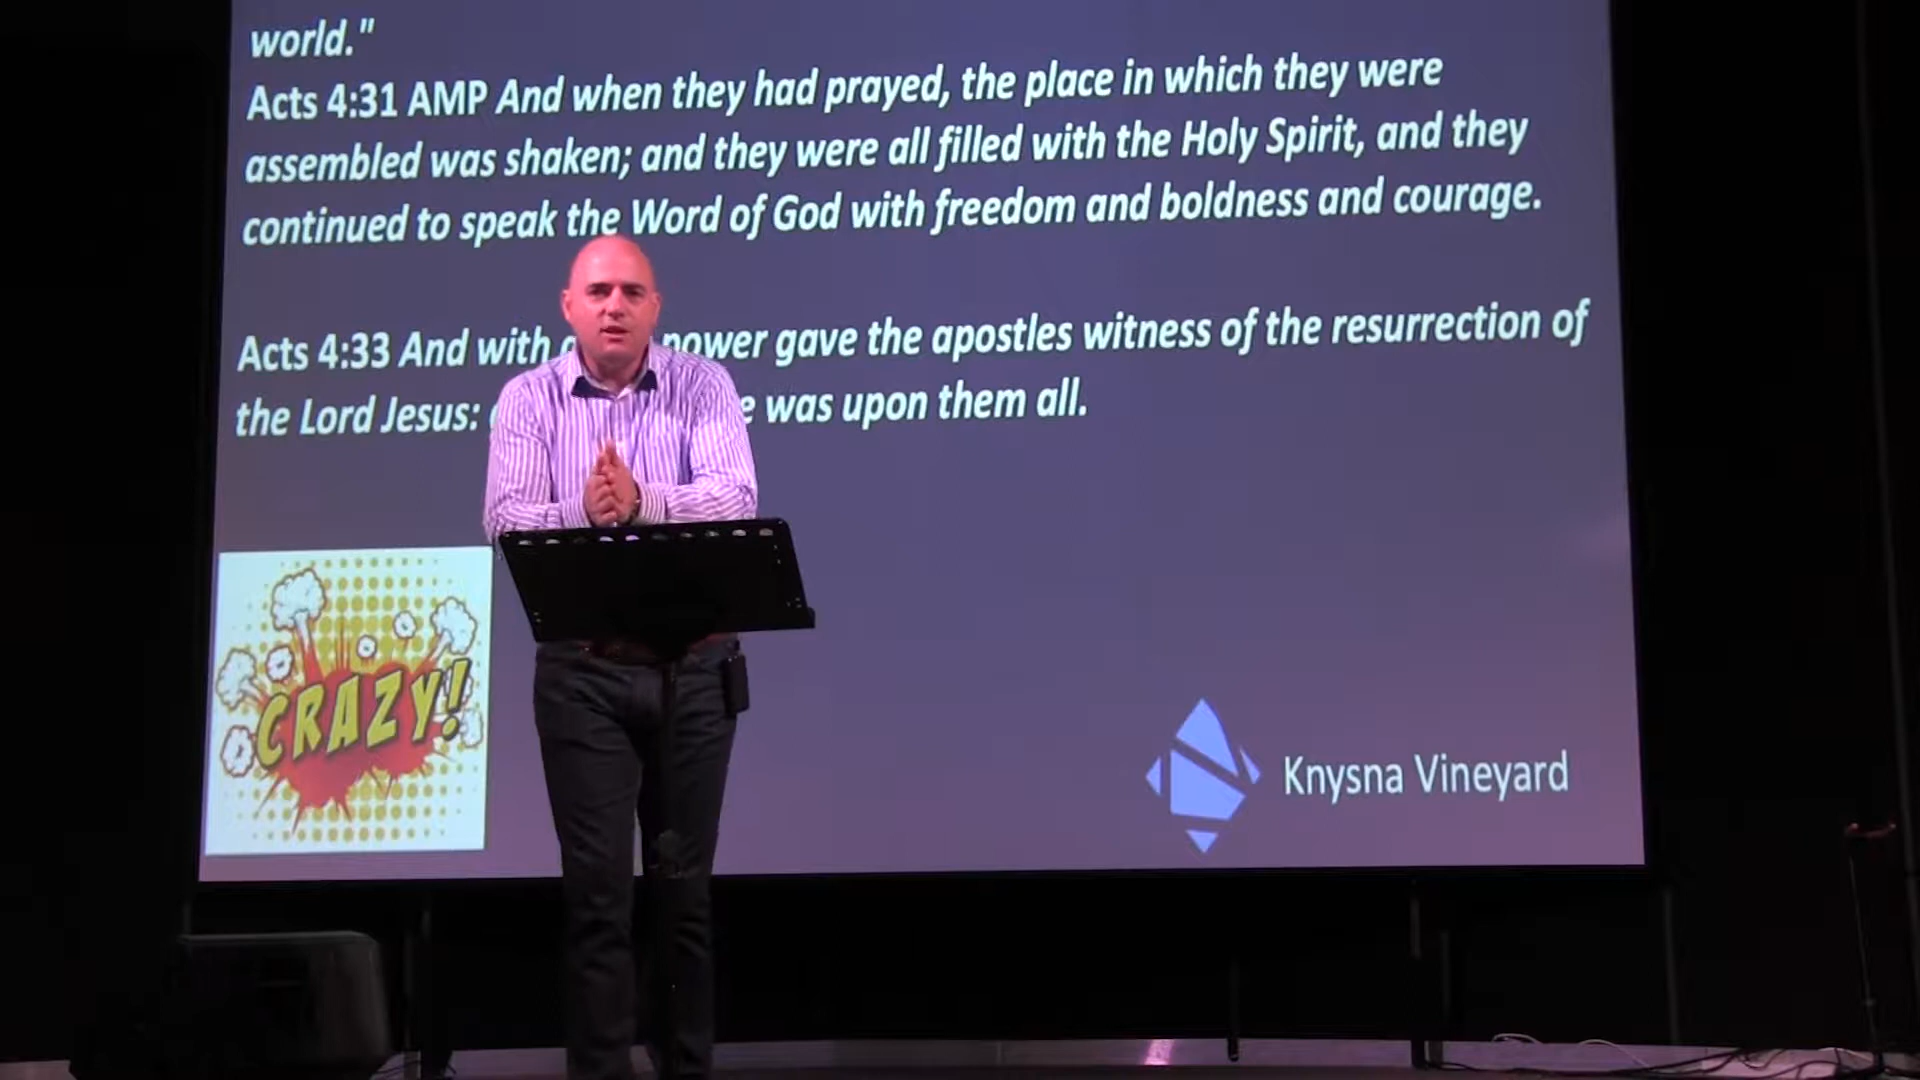 world."
Acts 4:31 AMP And when they had prayed, the place in which they were
assembled was shaken; and they were all filled with the Holy Spirit, and they
continued to speak the Word of God with freedom and boldness and courage.
Acts 4:33 And with power gave the apostles witness of the resurrection of
the Lord Jesus: was upon them all.
CRAZY!
Knysna Vineyard